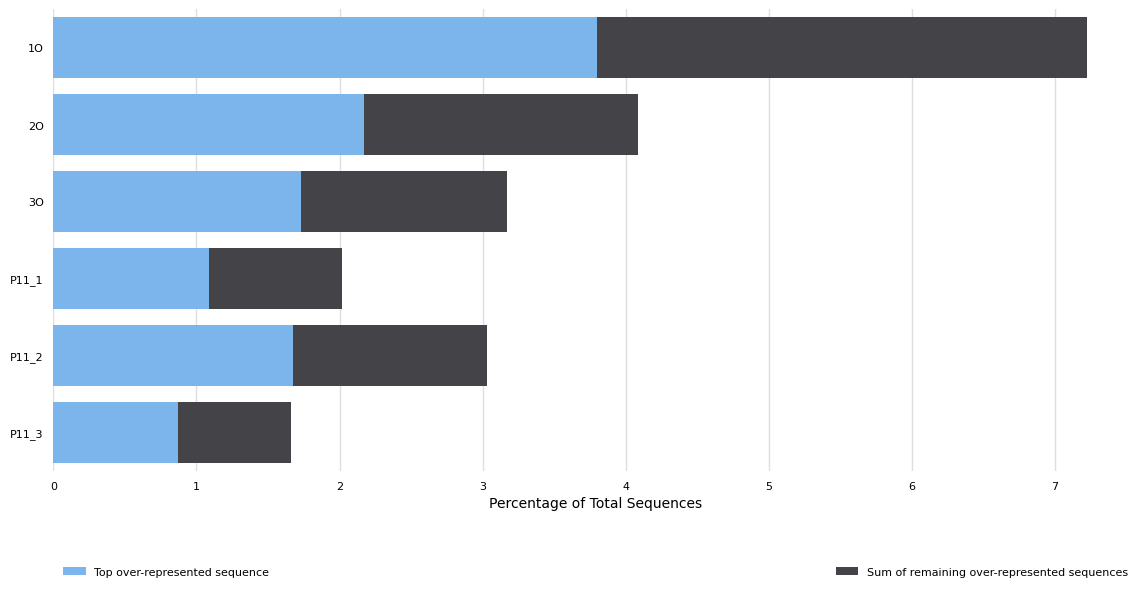 1O
2O
3O
P11_1
P11_2
P11_3
0 1 2 3 4 5 6 7
Percentage of Total Sequences
Top over-represented sequence
Sum of remaining over-represented sequences